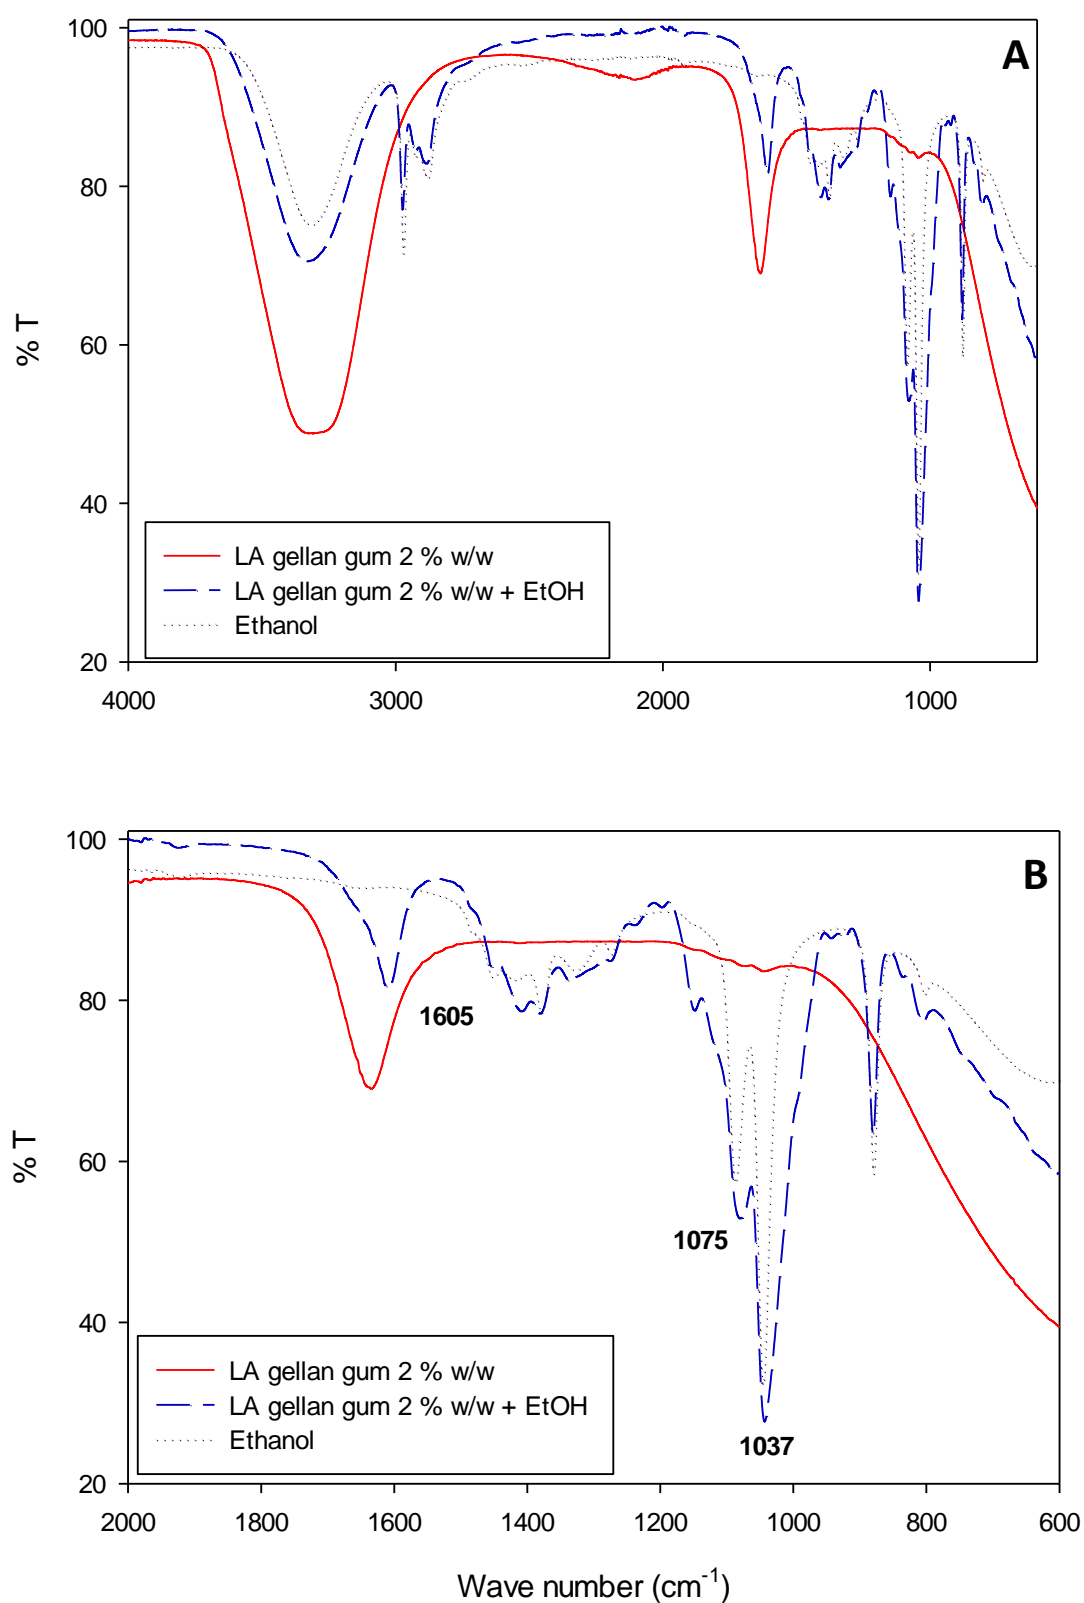 100
A
80
60
% T
40
20
LA gellan gum 2 % w/w
LA gellan gum 2 % w/w + EtOH
Ethanol
4000 3000 2000 1000
100
B
80
60
% T
40
20
1605
1075
1037
LA gellan gum 2 % w/w
LA gellan gum 2 % w/w + EtOH
Ethanol
2000 1800 1600 1400 1200 1000 800 600
Wave number (cm⁻¹)